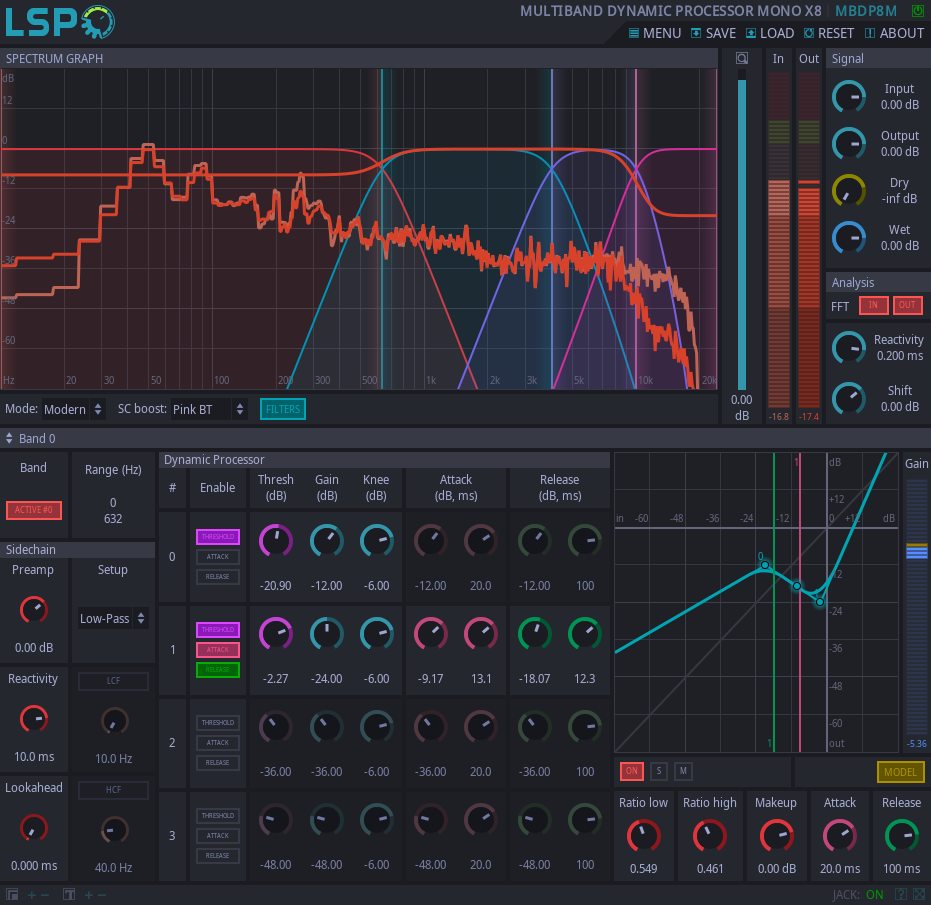 LSP
MULTIBAND DYNAMIC PROCESSOR MONO X8 MBDP8M
MENU SAVE LOAD RESET ABOUT
SPECTRUM GRAPH
In Out Signal
dB
12
0
-12
-24
-36
-48
-60
Hz 20 30 50 100 200 300 500 1k 2k 3k 5k 10k 20k
0.00
dB
-16.8 -17.4
Input
0.00 dB
Output
0.00 dB
Dry
-inf dB
Wet
0.00 dB
Analysis
FFT IN OUT
Reactivity
0.200 ms
Shift
0.00 dB
Mode: Modern SC boost: Pink BT FILTERS
Band 0
Band
ACTIVE #0
Range (Hz)
0
632
Sidechain
Preamp
0.00 dB
Setup
Low-Pass
Reactivity
10.0 ms
LCF
10.0 Hz
Lookahead
0.000 ms
HCF
40.0 Hz
Dynamic Processor
# Enable Thresh (dB) Gain (dB) Knee (dB) Attack (dB, ms) Release (dB, ms)
0 THRESHOLD ATTACK RELEASE
-20.90 -12.00 -6.00 -12.00 20.0 -12.00 100
1 THRESHOLD ATTACK RELEASE
-2.27 -24.00 -6.00 -9.17 13.1 -18.07 12.3
2 THRESHOLD ATTACK RELEASE
-36.00 -36.00 -6.00 -36.00 20.0 -36.00 100
3 THRESHOLD ATTACK RELEASE
-48.00 -48.00 -6.00 -48.00 20.0 -48.00 100
1 dB
+12
in -60 -48 -36 -24 -12 0 +12 dB
0
-12
-24
-36
-48
-60
1 out
Gain
-5.36
ON S M MODEL
Ratio low Ratio high Makeup Attack Release
0.549 0.461 0.00 dB 20.0 ms 100 ms
JACK: ON